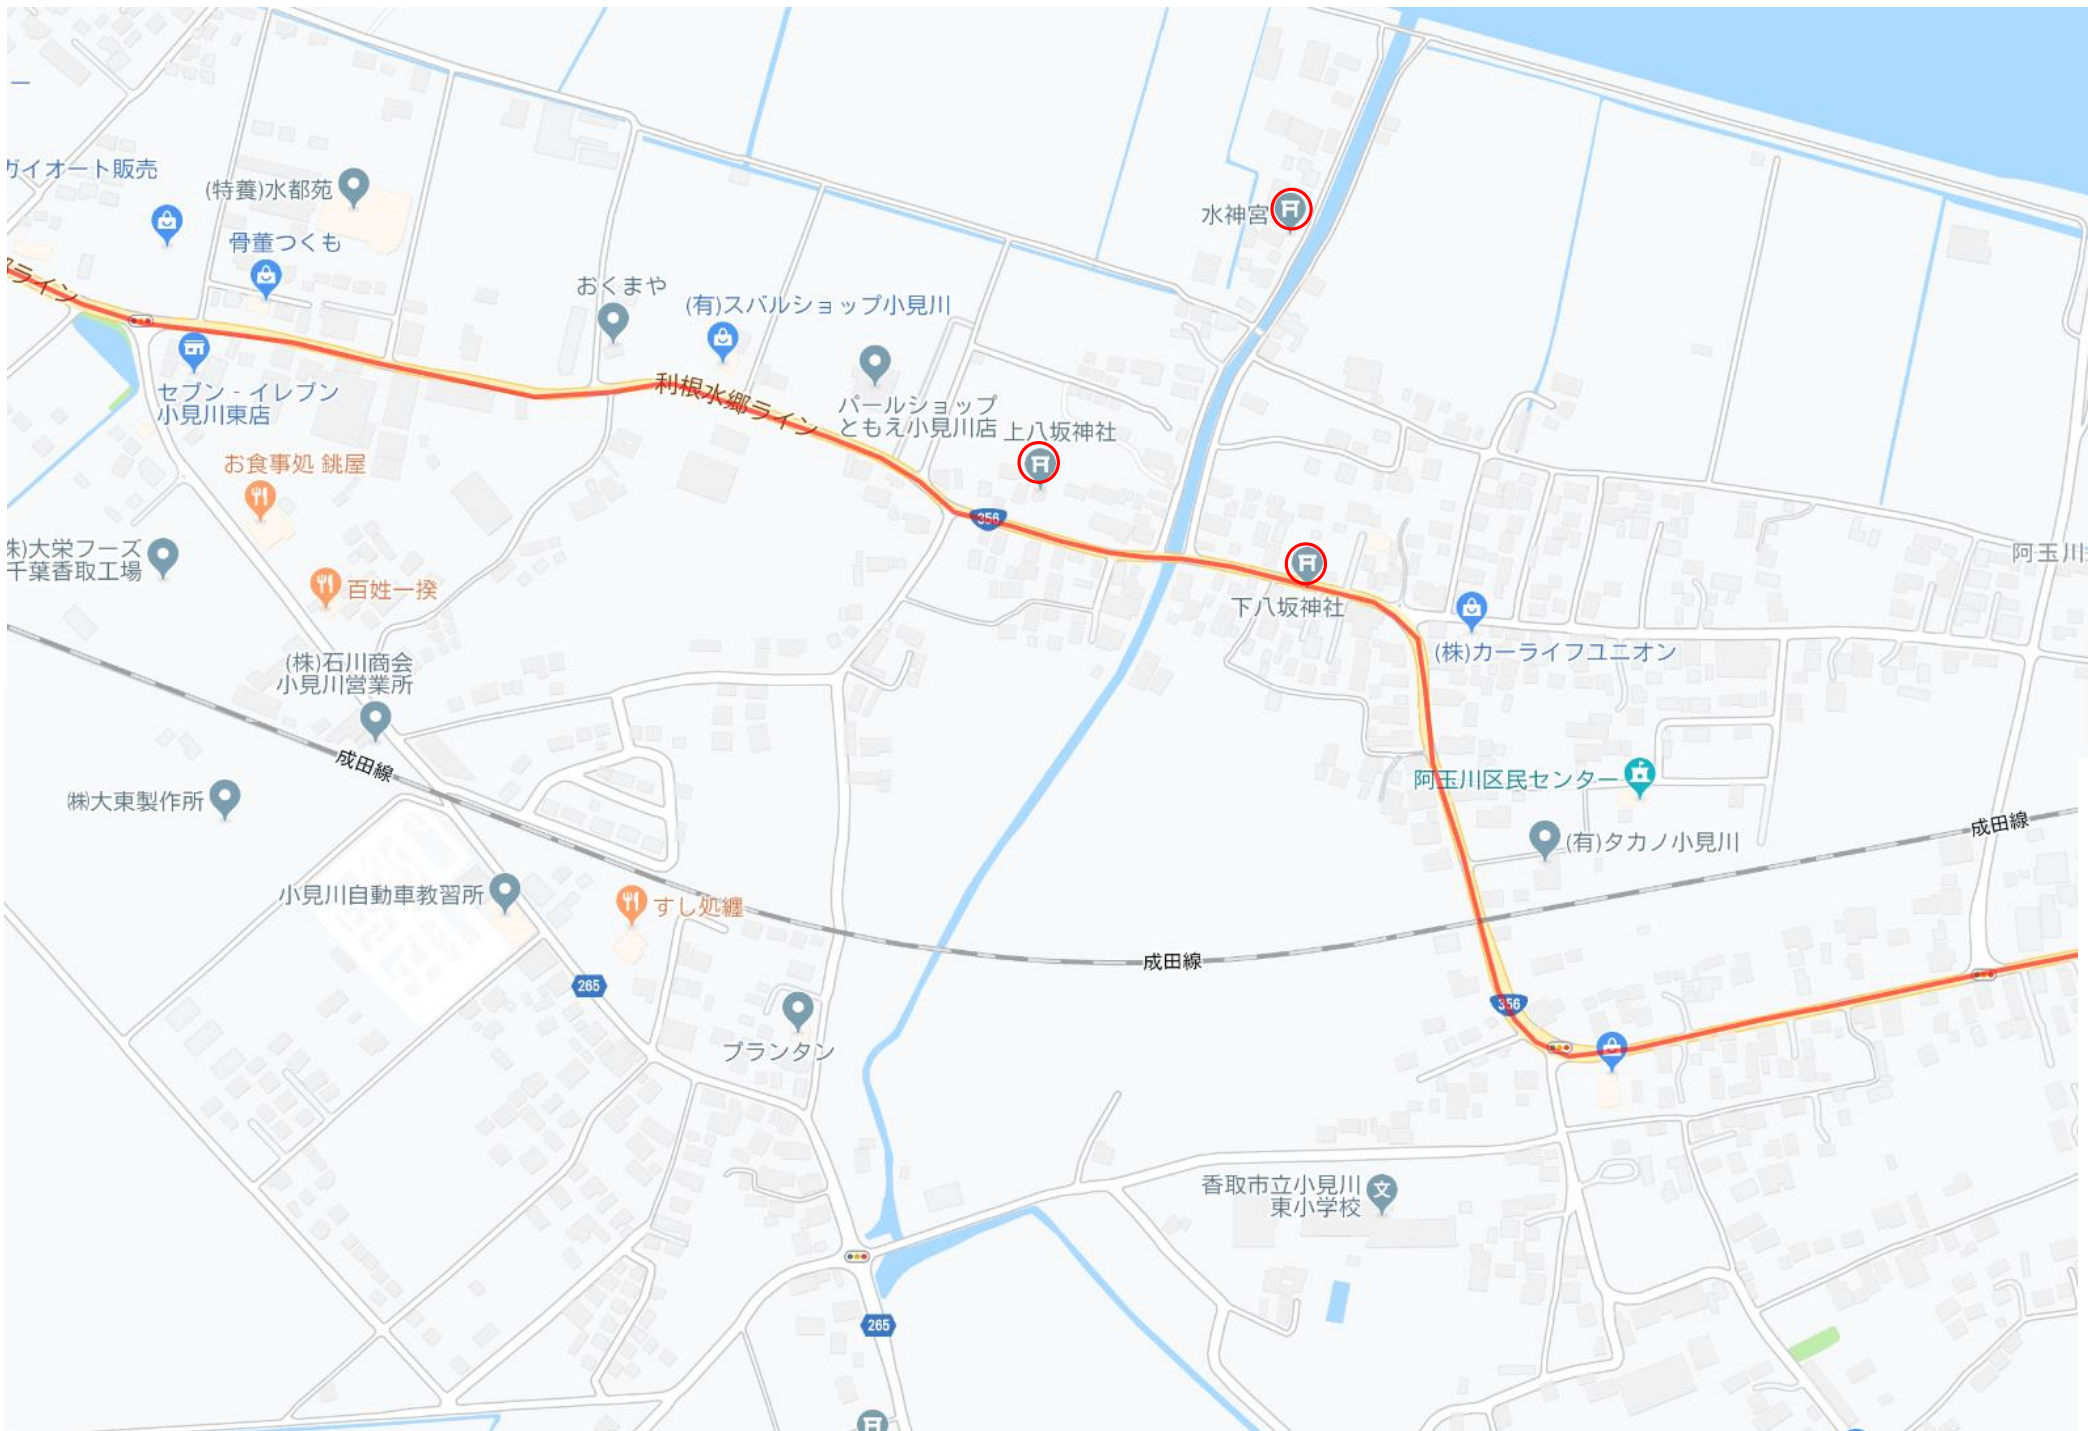 ガイオート販売
(特養)水都苑
骨董つくも
水神宮
ライン
おくまや
(有)スバルショップ小見川
セブン‐イレブン
小見川東店
利根水郷ライン
パールショップ
ともえ小見川店
上八坂神社
お食事処 銚屋
356
株)大栄フーズ
千葉香取工場
百姓一揆
下八坂神社
阿玉川
(株)カーライフユニオン
(株)石川商会
小見川営業所
成田線
㈱大東製作所
阿玉川区民センター
(有)タカノ小見川
成田線
小見川自動車教習所
すし処纏
成田線
265
356
プランタン
香取市立小見川
東小学校
文
265